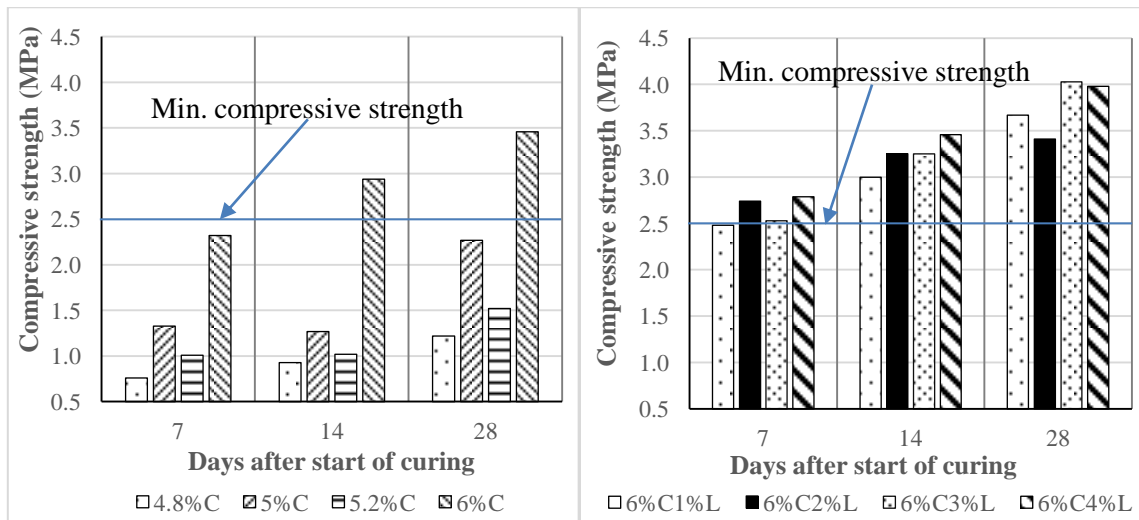 Compressive strength (MPa)
4.5
4.0
3.5
3.0
2.5
2.0
1.5
1.0
0.5
Min. compressive strength
7 14 28
Days after start of curing
4.8%C 5%C 5.2%C 6%C
Compressive strength (MPa)
4.5
4.0
3.5
3.0
2.5
2.0
1.5
1.0
0.5
Min. compressive strength
7 14 28
Days after start of curing
6%C1%L 6%C2%L 6%C3%L 6%C4%L